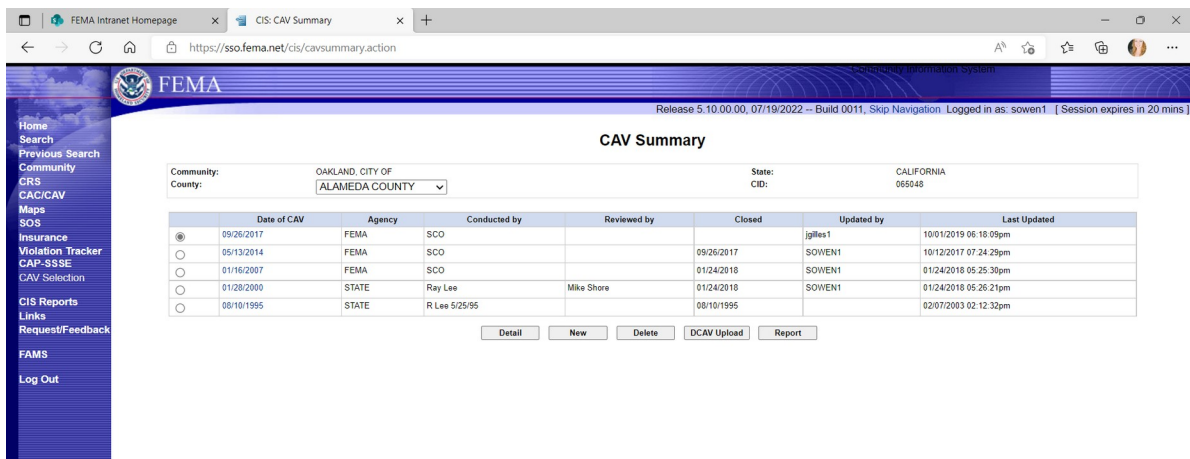 FEMA Intranet Homepage
CIS: CAV Summary
https://sso.fema.net/cis/cavsummary.action
FEMA
Community Information System
Release 5.10.00.00, 07/19/2022 -- Build 0011, Skip Navigation Logged in as: sowen1 [ Session expires in 20 mins ]
Home
Search
Previous Search
Community
CRS
CAC/CAV
Maps
SOS
Insurance
Violation Tracker
CAP-SSSE
CAV Selection
CIS Reports
Links
Request/Feedback
FAMS
Log Out
CAV Summary
Community: OAKLAND, CITY OF State: CALIFORNIA
County: ALAMEDA COUNTY CID: 065048
Date of CAV Agency Conducted by Reviewed by Closed Updated by Last Updated
09/26/2017 FEMA SCO jgilles1 10/01/2019 06:18:09pm
05/13/2014 FEMA SCO 09/26/2017 SOWEN1 10/12/2017 07:24:29pm
01/16/2007 FEMA SCO 01/24/2018 SOWEN1 01/24/2018 05:25:30pm
01/28/2000 STATE Ray Lee Mike Shore 01/24/2018 SOWEN1 01/24/2018 05:26:21pm
08/10/1995 STATE R Lee 5/25/95 08/10/1995 02/07/2003 02:12:32pm
Detail New Delete DCAV Upload Report